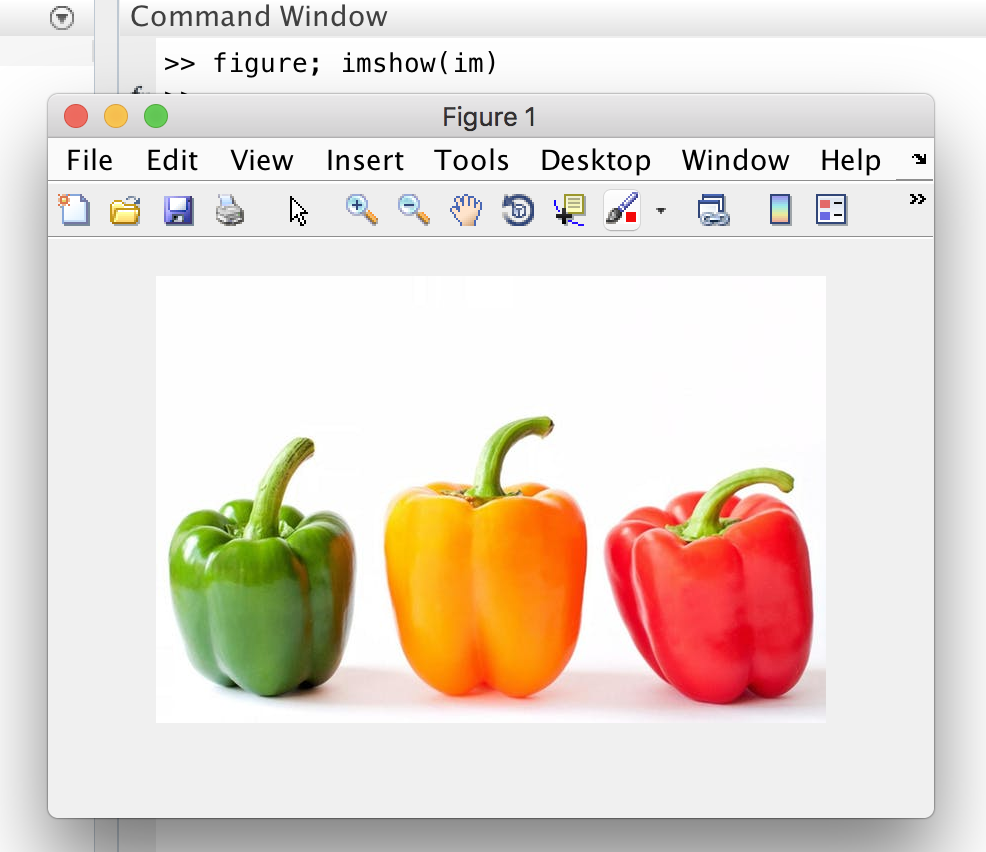 Command Window
>> figure; imshow(im)
Figure 1
File Edit View Insert Tools Desktop Window Help